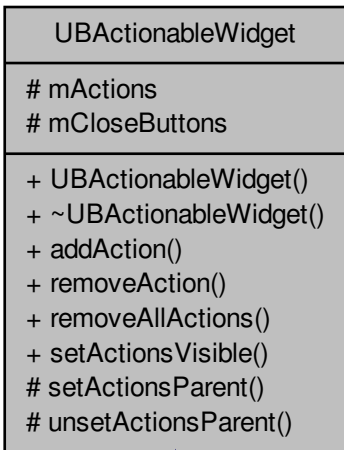 UBActionableWidget
# mActions
# mCloseButtons
+ UBActionableWidget()
+ ~UBActionableWidget()
+ addAction()
+ removeAction()
+ removeAllActions()
+ setActionsVisible()
# setActionsParent()
# unsetActionsParent()